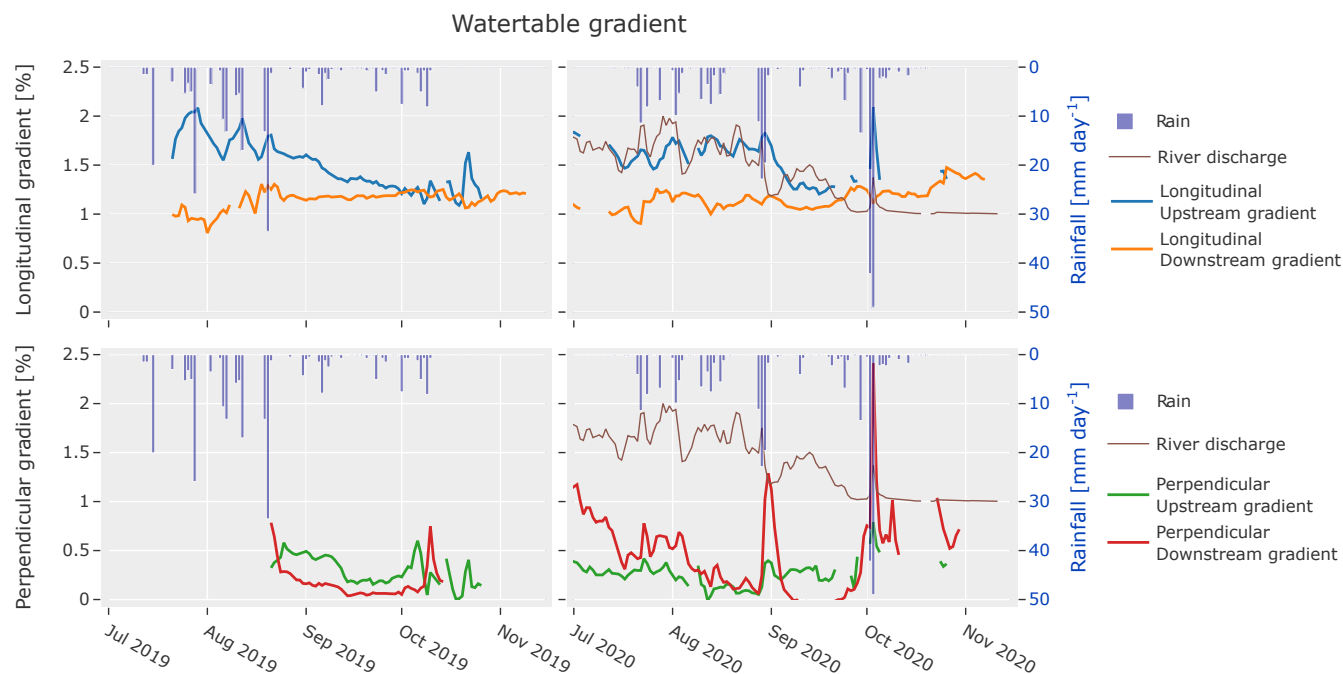 Watertable gradient
Longitudinal gradient [%]
2.5
2
1.5
1
0.5
0
0
10
20
30
40
50
Rainfall [mm day-1]
Rain
River discharge
Longitudinal
Upstream gradient
Longitudinal
Downstream gradient
Perpendicular gradient [%]
2.5
2
1.5
1
0.5
0
0
10
20
30
40
50
Rainfall [mm day-1]
Rain
River discharge
Perpendicular
Upstream gradient
Perpendicular
Downstream gradient
Jul 2019
Aug 2019
Sep 2019
Oct 2019
Nov 2019
Jul 2020
Aug 2020
Sep 2020
Oct 2020
Nov 2020